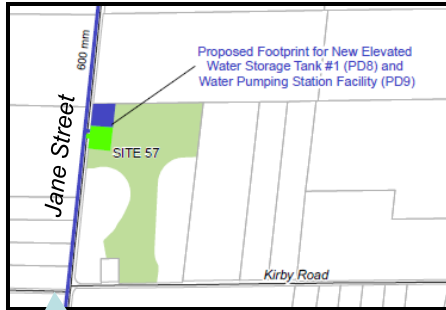 600 mm
Proposed Footprint for New Elevated
Water Storage Tank #1 (PD8) and
Water Pumping Station Facility (PD9)
Jane Street
SITE 57
Kirby Road